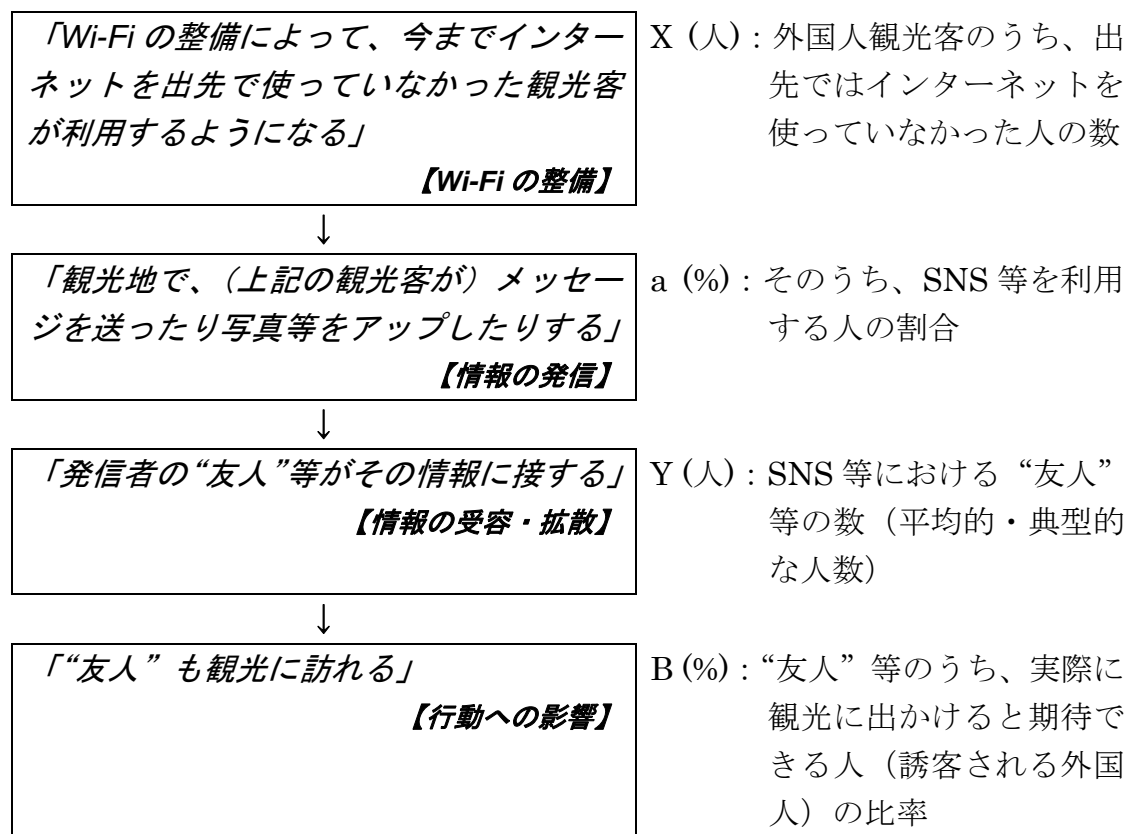 「Wi-Fi の整備によって、今までインター
ネットを出先で使っていなかった観光客
が利用するようになる」
【Wi-Fi の整備】
X (人)：外国人観光客のうち、出
先ではインターネットを
使っていなかった人の数
↓
「観光地で、（上記の観光客が）メッセー
ジを送ったり写真等をアップしたりする」
【情報の発信】
a (%)：そのうち、SNS 等を利用
する人の割合
↓
「発信者の“友人”等がその情報に接する」
【情報の受容・拡散】
Y (人)：SNS 等における“友人”
等の数（平均的・典型的
な人数）
↓
「“友人”も観光に訪れる」
【行動への影響】
B (%)：“友人”等のうち、実際に
観光に出かけると期待で
きる人（誘客される外国
人）の比率